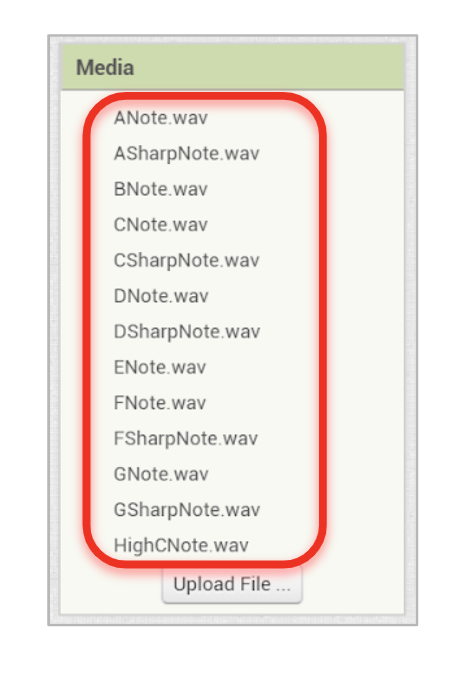 Media
ANote.wav
ASharpNote.wav
BNote.wav
CNote.wav
CSharpNote.wav
DNote.wav
DSharpNote.wav
ENote.wav
FNote.wav
FSharpNote.wav
GNote.wav
GSharpNote.wav
HighCNote.wav
Upload File ...